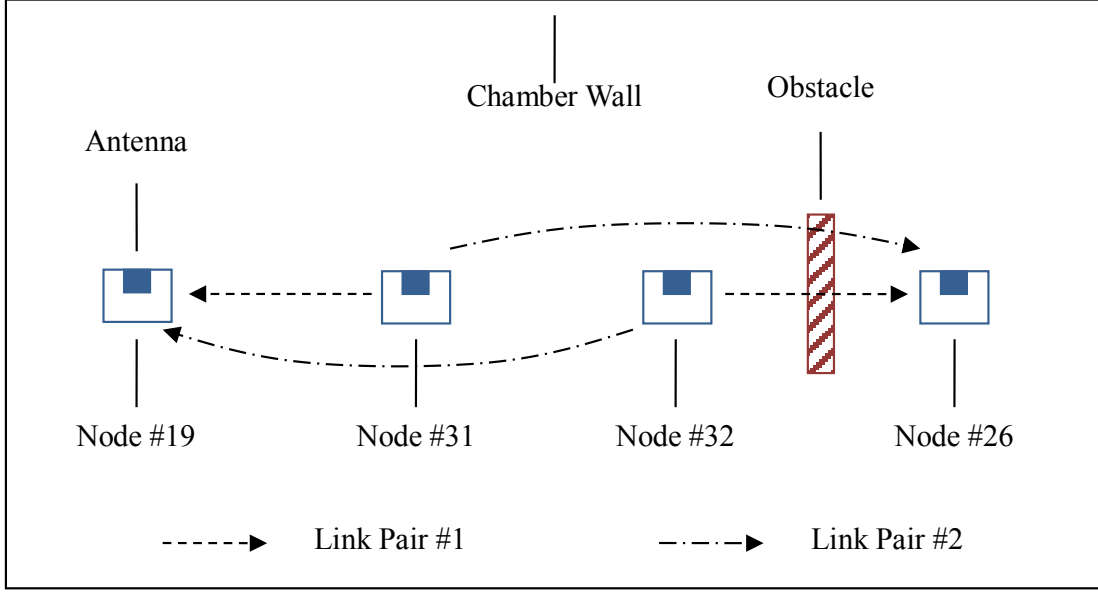 Chamber Wall
Obstacle
Antenna
Node #19
Node #31
Node #32
Node #26
Link Pair #1
Link Pair #2